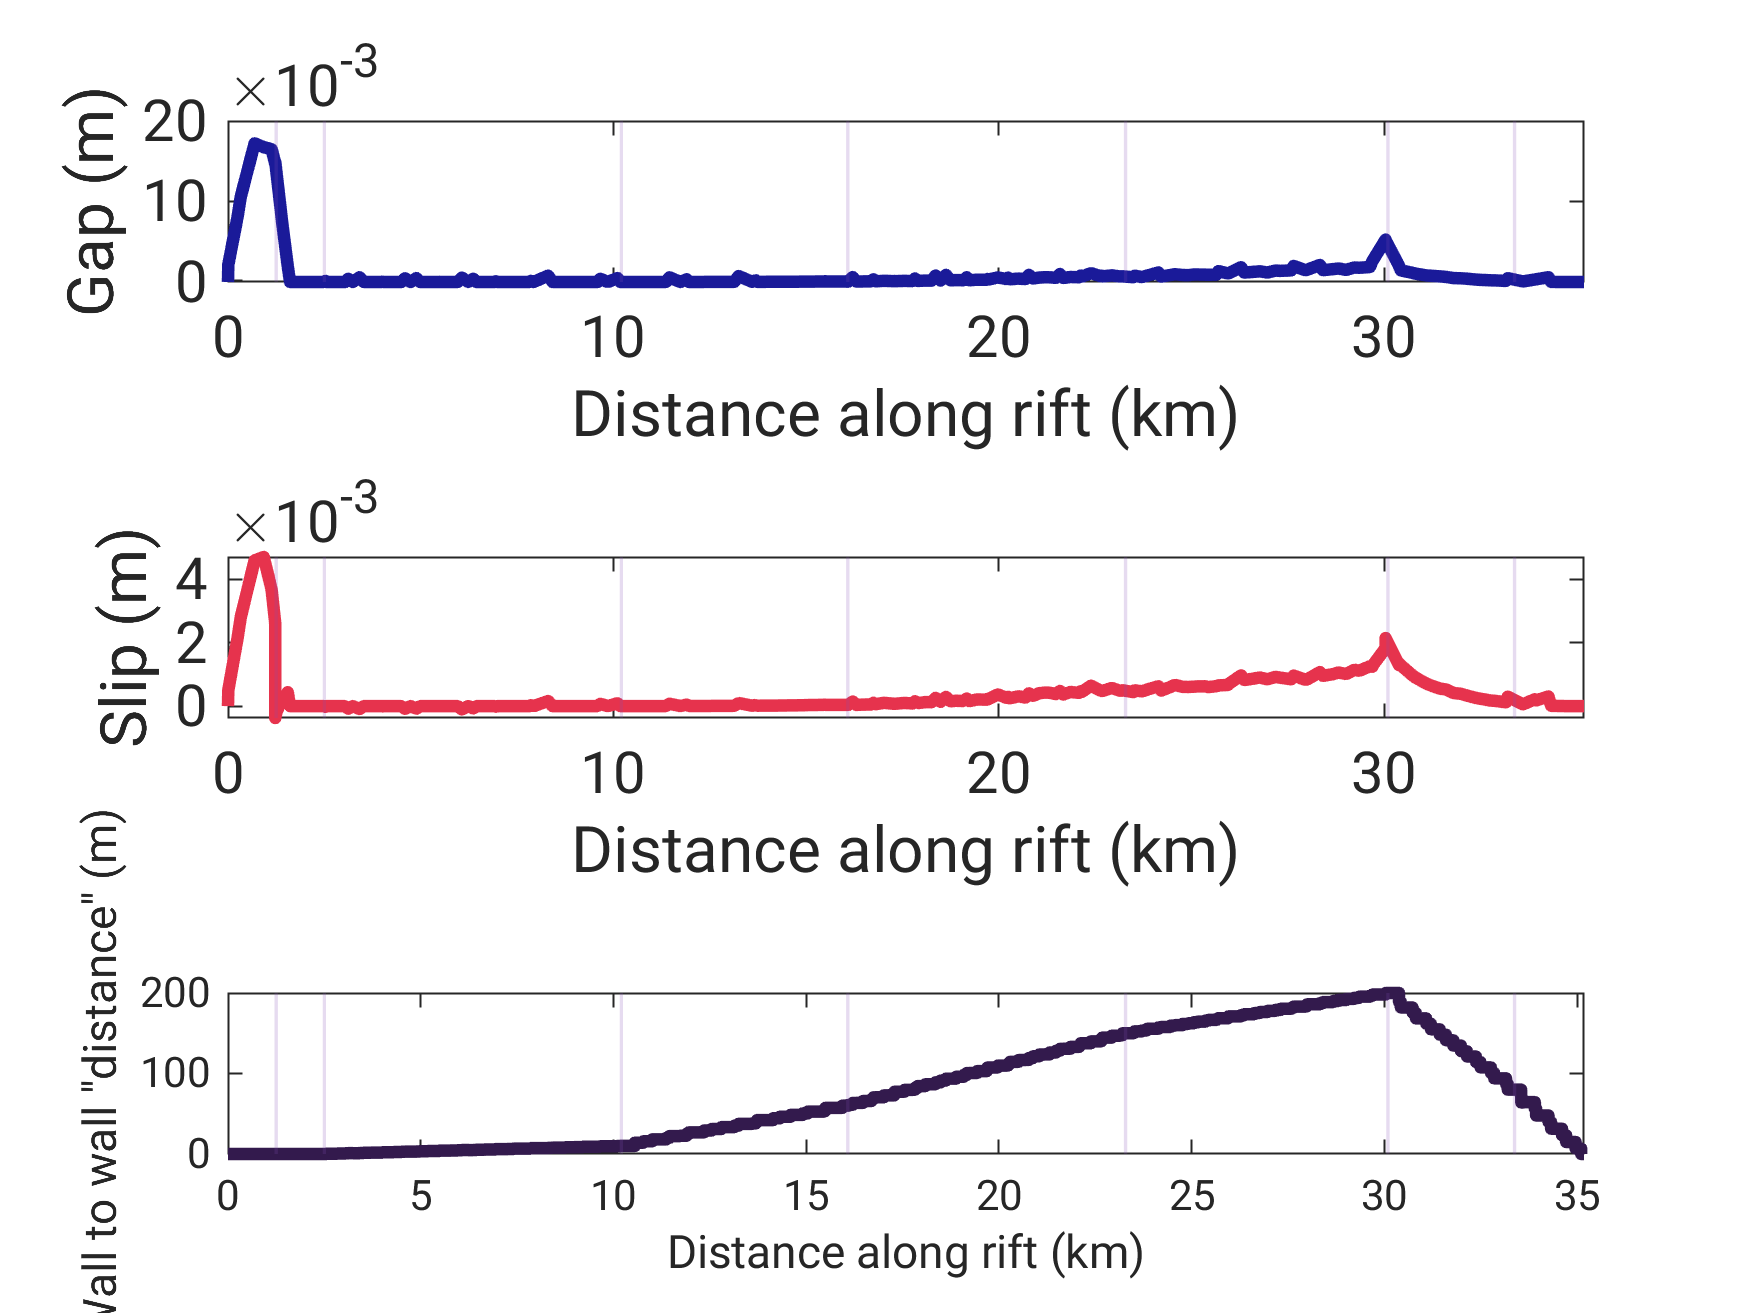 ×10-3
Gap (m)
20
10
0
0 10 20 30
Distance along rift (km)
×10-3
Slip (m)
4
2
0
0 10 20 30
Distance along rift (km)
to wall "distance" (m)
200
100
0
0 5 10 15 20 25 30 35
Distance along rift (km)